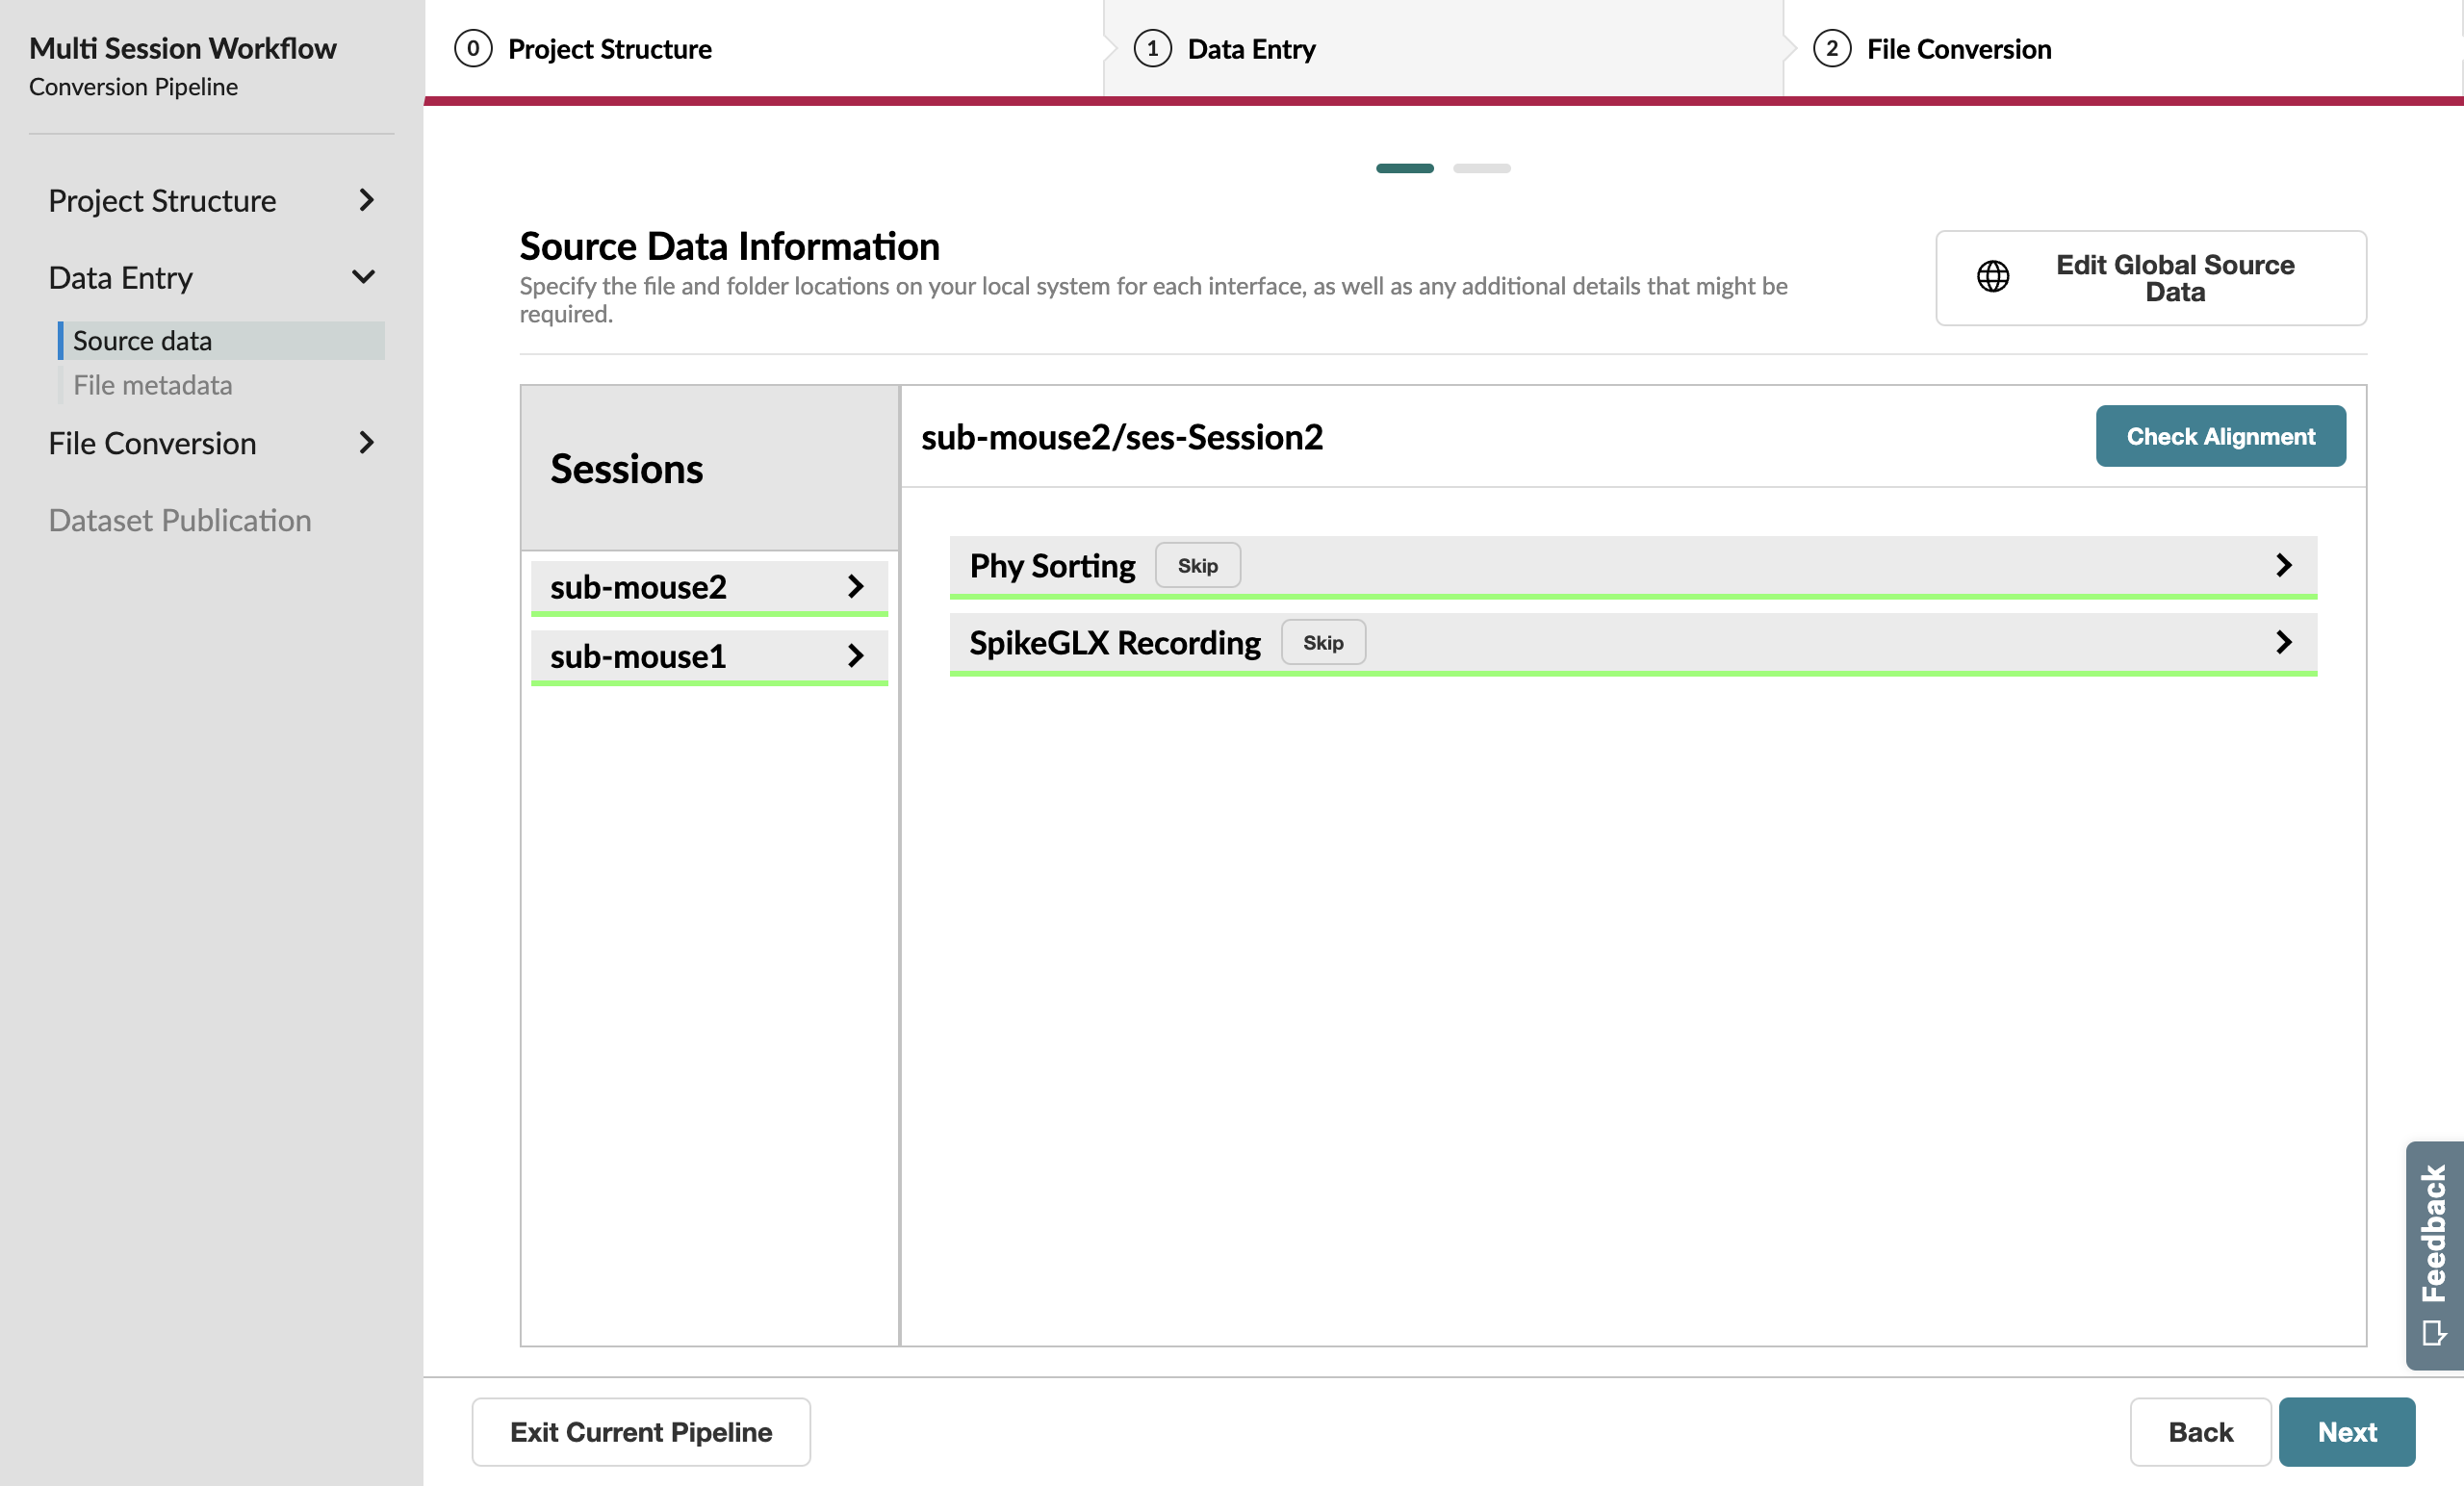 Multi Session Workflow
Conversion Pipeline
Project Structure
Data Entry
Source data
File metadata
File Conversion
Dataset Publication
0 Project Structure
1 Data Entry
2 File Conversion
Source Data Information
Specify the file and folder locations on your local system for each interface, as well as any additional details that might be
required.
Edit Global Source
Data
Sessions
sub-mouse2
sub-mouse1
sub-mouse2/ses-Session2
Check Alignment
Phy Sorting Skip
SpikeGLX Recording Skip
Feedback
Exit Current Pipeline
Back
Next